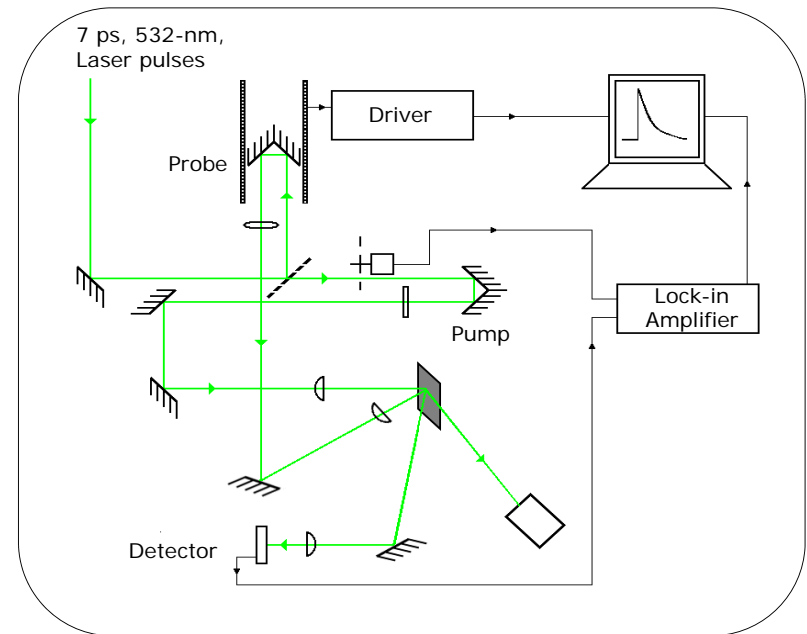 7 ps, 532-nm,
Laser pulses
Driver
Probe
Lock-in
Amplifier
Pump
Detector